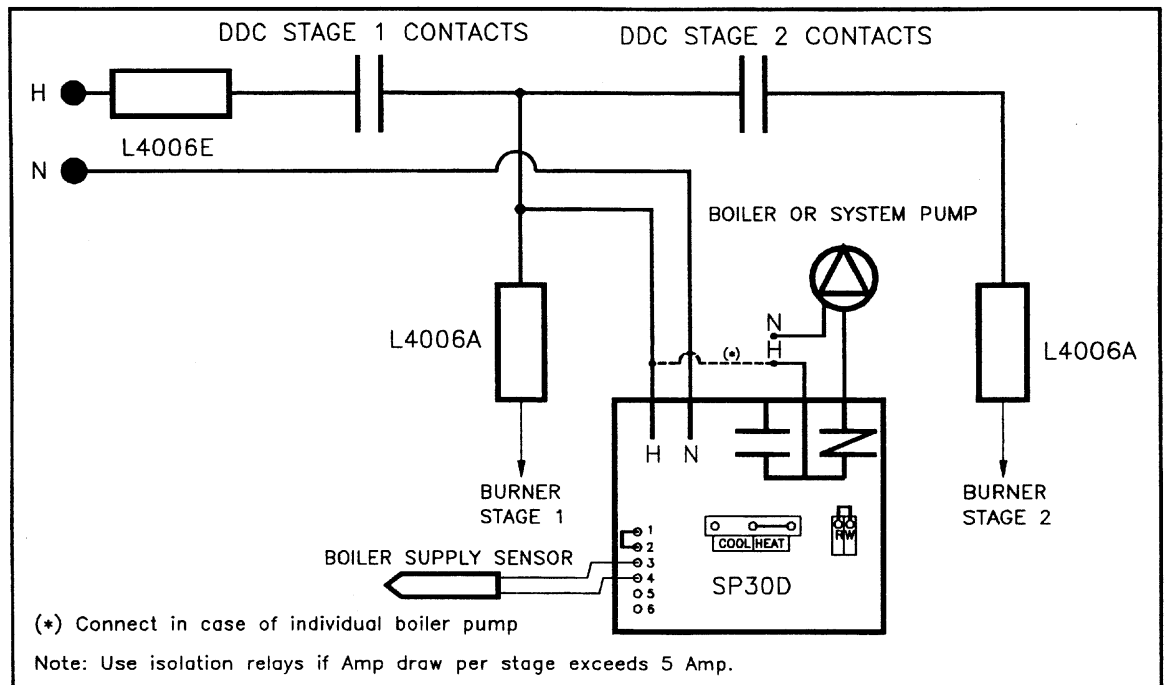 DDC STAGE 1 CONTACTS
DDC STAGE 2 CONTACTS
H
L4006E
N
BOILER OR SYSTEM PUMP
L4006A
N
H
(*)
L4006A
H N
BURNER
STAGE 1
BURNER
STAGE 2
1
2
3
4
5
6
COOL HEAT
R W
SP30D
BOILER SUPPLY SENSOR
(*) Connect in case of individual boiler pump
Note: Use isolation relays if Amp draw per stage exceeds 5 Amp.